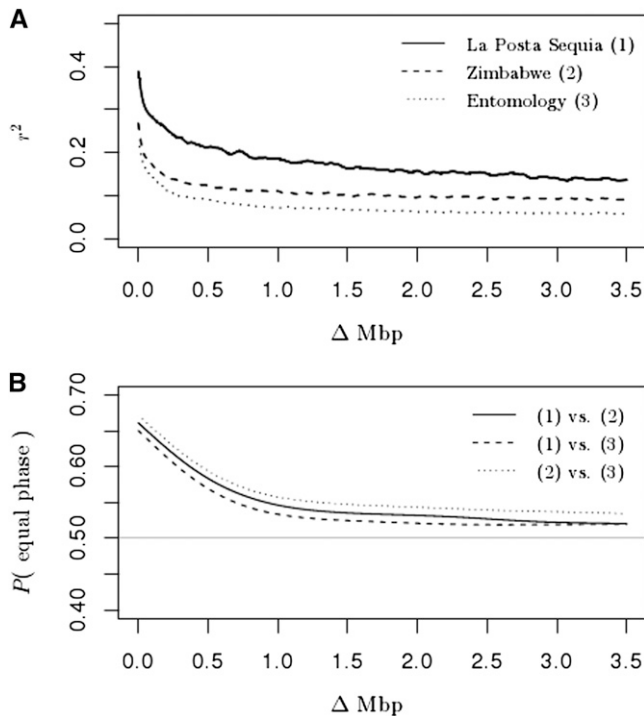 A
La Posta Sequia (1)
Zimbabwe (2)
Entomology (3)
r²
0.4
0.2
0.0
0.0 0.5 1.0 1.5 2.0 2.5 3.0 3.5
Δ Mbp
B
(1) vs. (2)
(1) vs. (3)
(2) vs. (3)
P( equal phase )
0.70
0.60
0.50
0.40
0.0 0.5 1.0 1.5 2.0 2.5 3.0 3.5
Δ Mbp